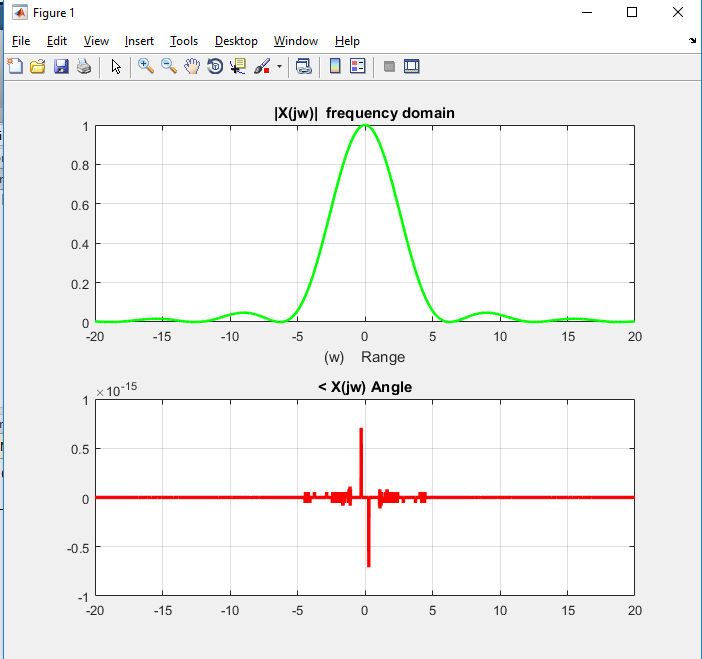 Figure 1
File Edit View Insert Tools Desktop Window Help
|X(jw)| frequency domain
1
0.8
0.6
0.4
0.2
0
-20 -15 -10 -5 0 5 10 15 20
(w) Range
< X(jw) Angle
×10-15
1
0.5
0
-0.5
-1
-20 -15 -10 -5 0 5 10 15 20